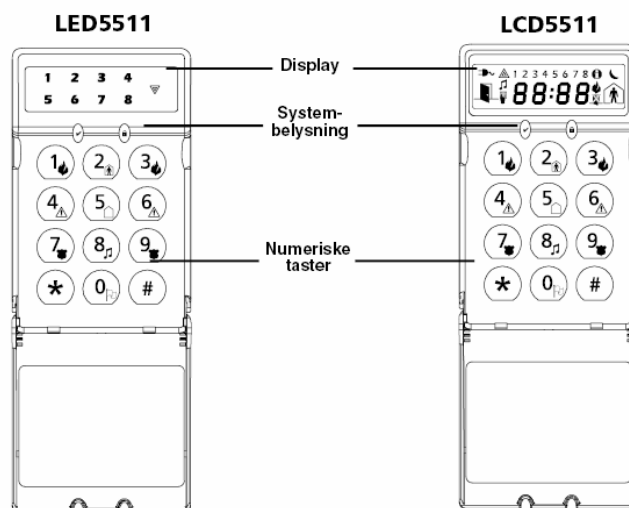 LED5511
LCD5511
1 2 3 4
5 6 7 8
Display
1 2 3 4 5 6 7 8
88:88
System-
belysning
1 2 3
4 5 6
7 8 9
* 0 #
Numeriske
taster
1 2 3
4 5 6
7 8 9
* 0 #